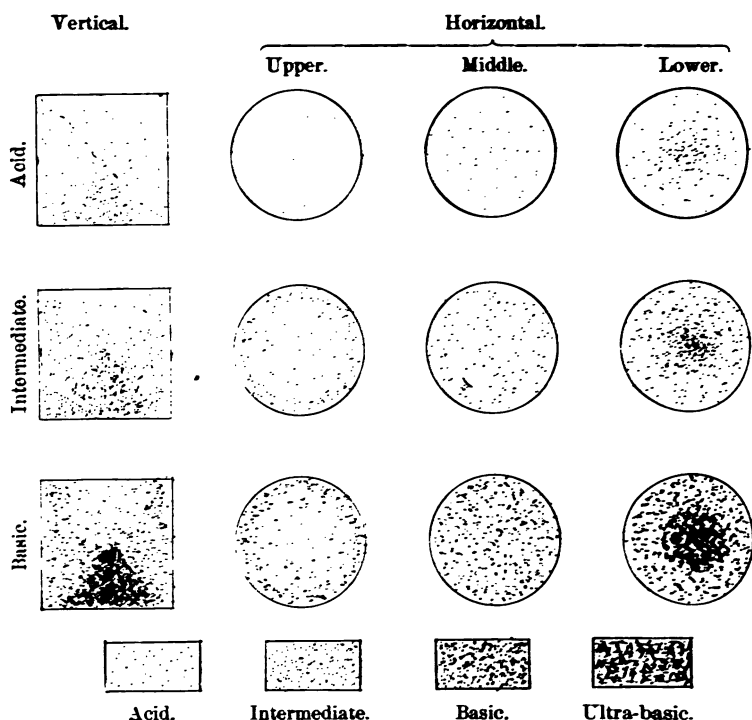 Vertical.
Horizontal.
Upper.
Middle.
Lower.
Acid.
Intermediate.
Basic.
Acid.
Intermediate.
Basic.
Ultra-basic.